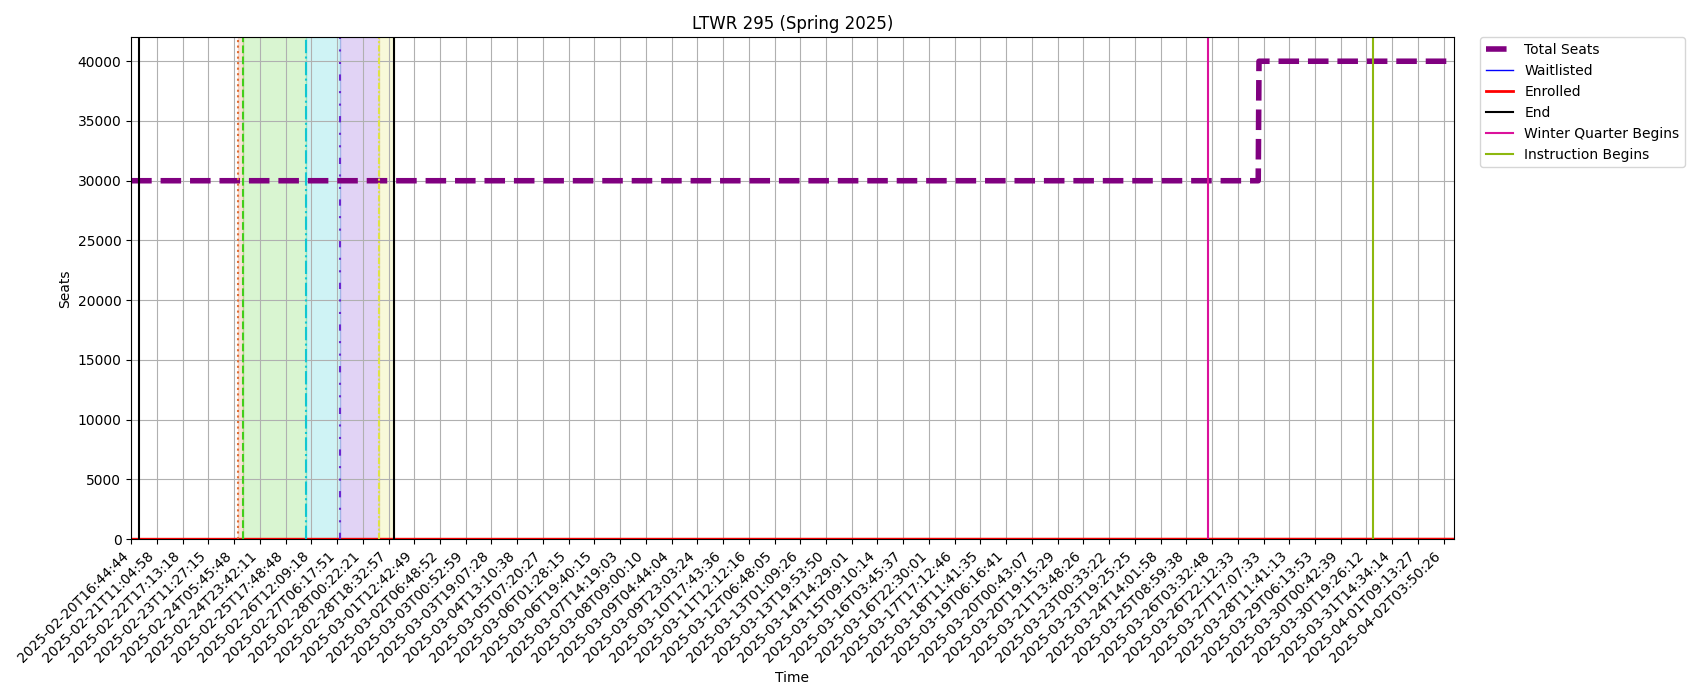 LTWR 295 (Spring 2025)
40000
35000
30000
25000
20000
15000
10000
5000
0
Seats
2025-02-20T16:44:44
2025-02-21T11:04:58
2025-02-22T17:13:18
2025-02-23T11:27:15
2025-02-24T05:45:48
2025-02-24T23:42:11
2025-02-25T17:48:48
2025-02-26T12:09:18
2025-02-27T06:17:51
2025-02-28T00:22:21
2025-02-28T18:32:57
2025-03-01T12:42:49
2025-03-02T06:48:52
2025-03-03T00:52:59
2025-03-03T19:07:28
2025-03-04T13:10:38
2025-03-05T07:20:27
2025-03-06T01:28:15
2025-03-06T19:40:15
2025-03-07T14:19:03
2025-03-08T09:00:10
2025-03-09T04:44:04
2025-03-09T23:03:24
2025-03-10T17:43:36
2025-03-11T12:12:16
2025-03-12T06:48:05
2025-03-13T01:09:26
2025-03-13T19:53:50
2025-03-14T14:29:01
2025-03-15T09:10:14
2025-03-16T03:45:37
2025-03-16T22:30:01
2025-03-17T17:12:46
2025-03-18T11:41:35
2025-03-19T06:16:41
2025-03-20T00:43:07
2025-03-20T19:15:29
2025-03-21T13:48:26
2025-03-23T00:33:22
2025-03-23T19:25:25
2025-03-24T14:01:58
2025-03-25T08:59:38
2025-03-26T03:32:48
2025-03-26T22:12:33
2025-03-27T17:07:33
2025-03-28T11:41:13
2025-03-29T06:13:53
2025-03-30T00:42:39
2025-03-30T19:26:12
2025-03-31T14:34:14
2025-04-01T09:13:27
2025-04-02T03:50:26
Time
Total Seats
Waitlisted
Enrolled
End
Winter Quarter Begins
Instruction Begins